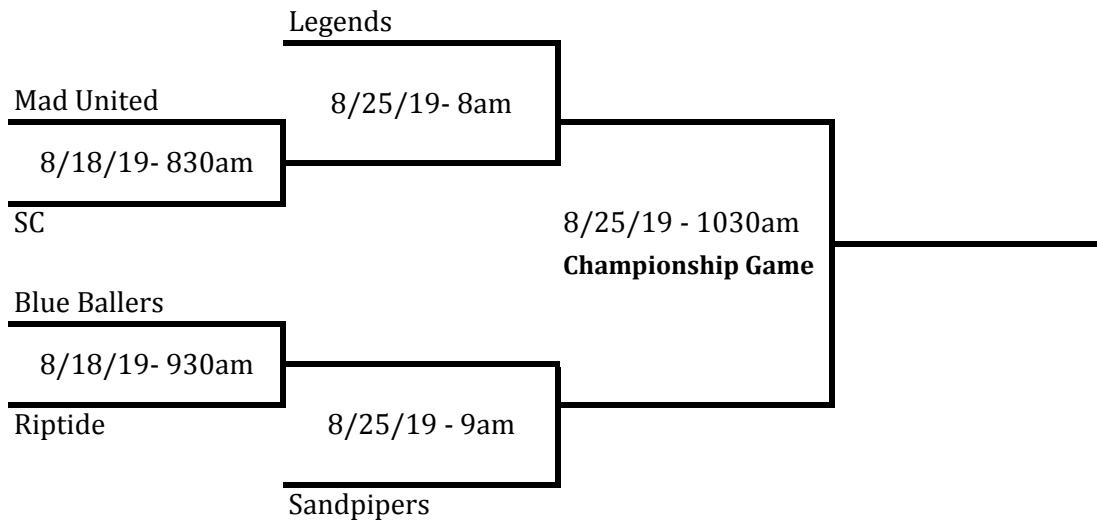 Legends
8/25/19- 8am
Mad United
8/18/19- 830am
SC
8/25/19 - 1030am
Championship Game
Blue Ballers
8/18/19- 930am
Riptide
8/25/19 - 9am
Sandpipers